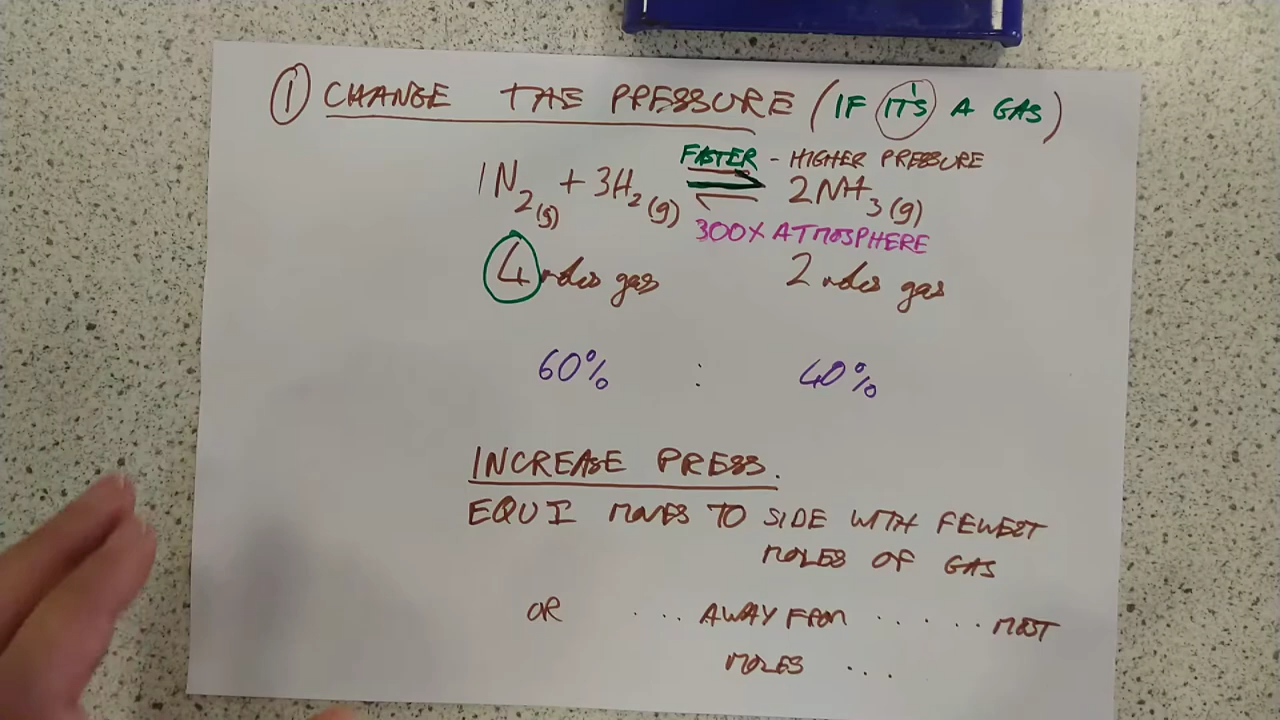 ① CHANGE THE PRESSURE (IF IT'S A GAS)
FASTER - HIGHER PRESSURE
1N₂(g) + 3H₂(g) ⇌ 2NH₃(g)
300X ATMOSPHERE
4 moles gas 2 moles gas
60% : 40%
INCREASE PRESS.
EQUI MOVES TO SIDE WITH FEWEST
MOLES OF GAS
OR .... AWAY FROM ...... MOST
MOLES ...